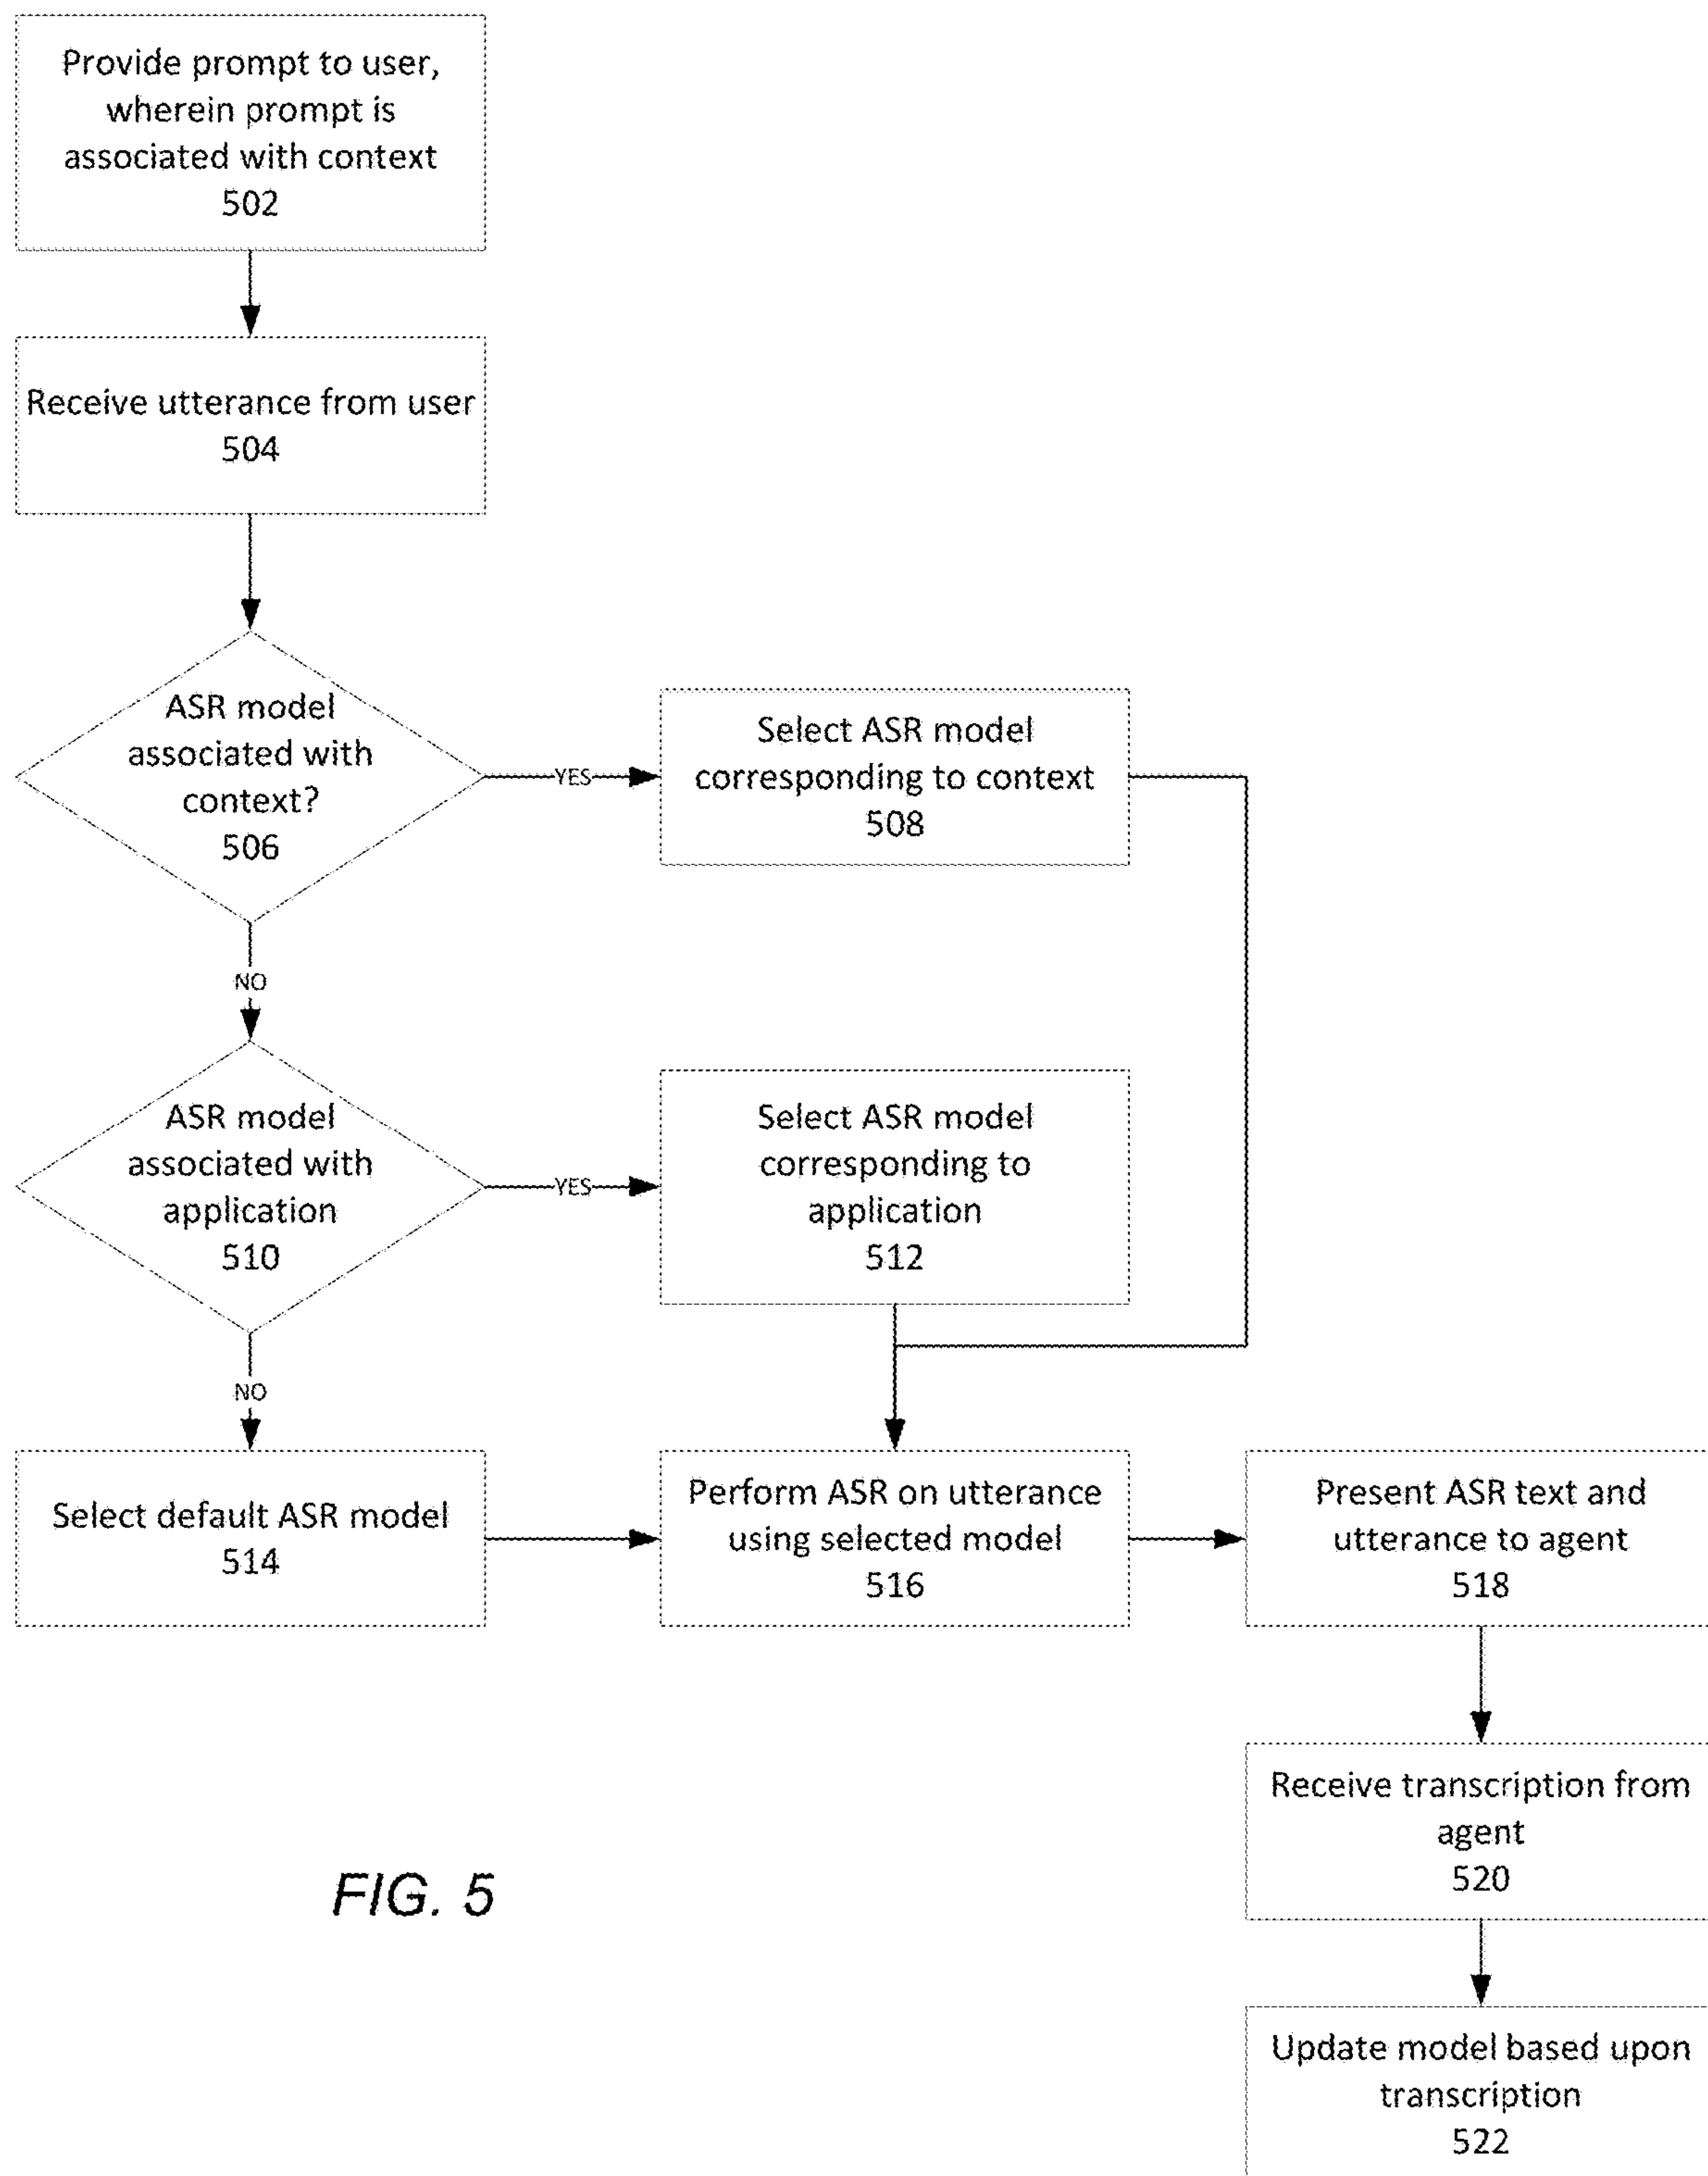 Provide prompt to user,
wherein prompt is
associated with context
502
Receive utterance from user
504
ASR model
associated with
context?
506
YES
Select ASR model
corresponding to context
508
NO
ASR model
associated with
application
510
YES
Select ASR model
corresponding to
application
512
NO
Select default ASR model
514
Perform ASR on utterance
using selected model
516
Present ASR text and
utterance to agent
518
Receive transcription from
agent
520
FIG. 5
Update model based upon
transcription
522